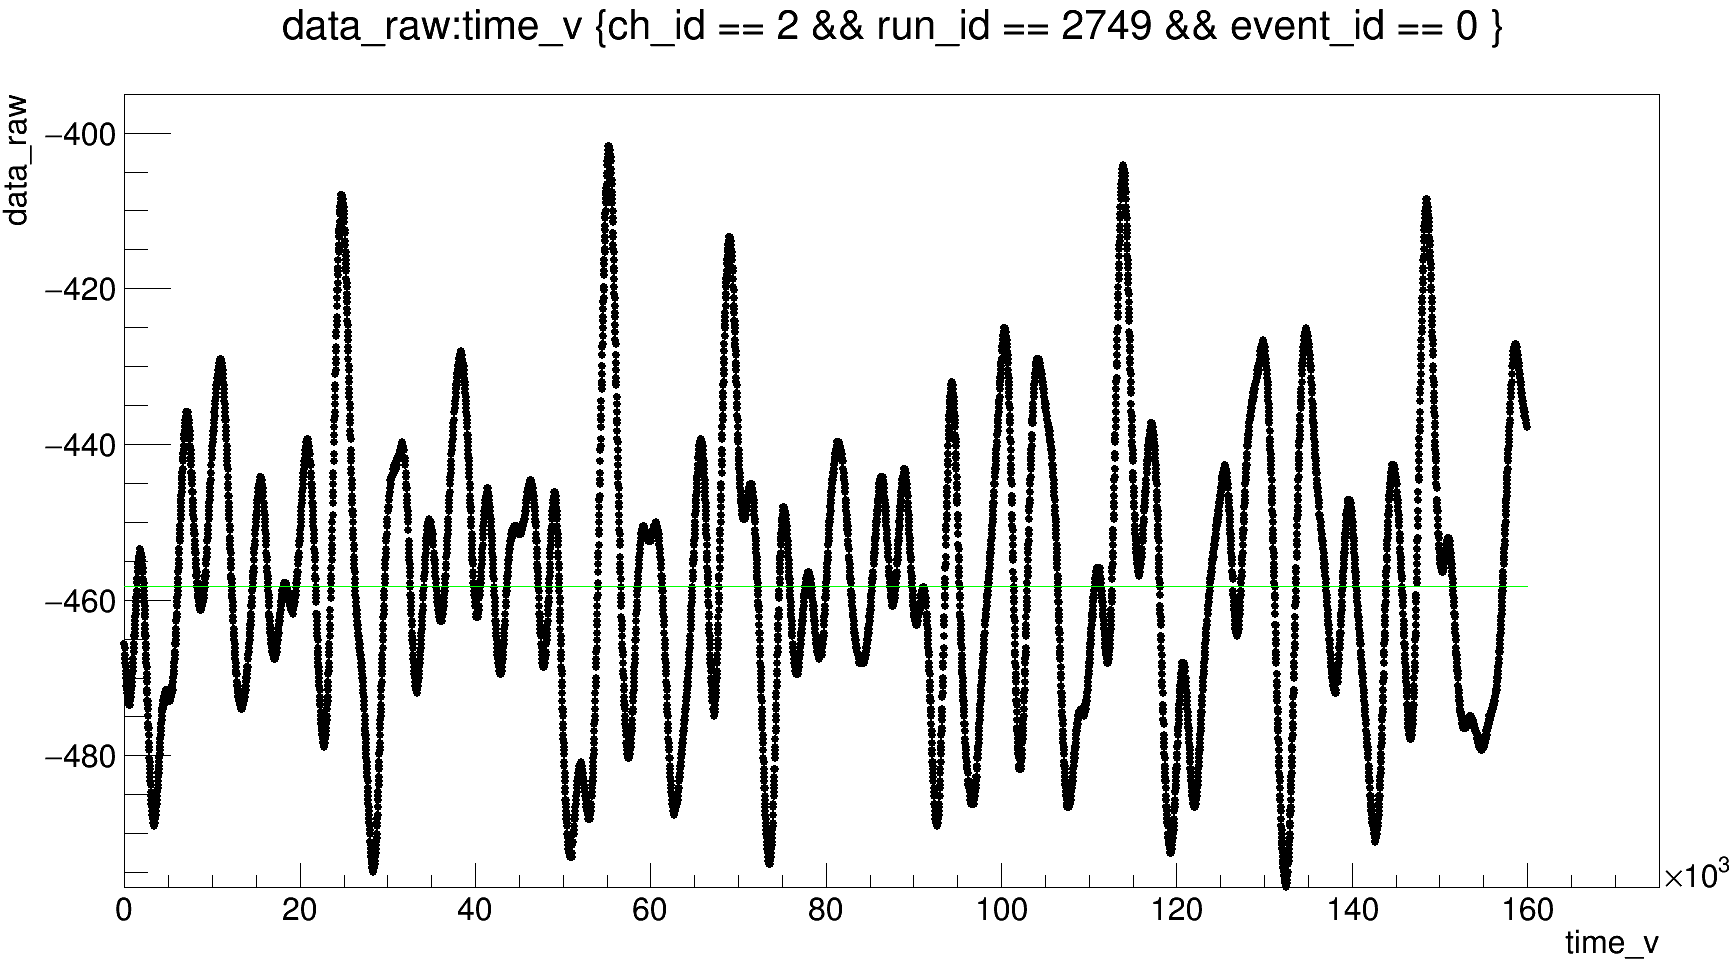 data_raw:time_v {ch_id == 2 && run_id == 2749 && event_id == 0 }
data_raw
−400
−420
−440
−460
−480
0 20 40 60 80 100 120 140 160
×10³
time_v